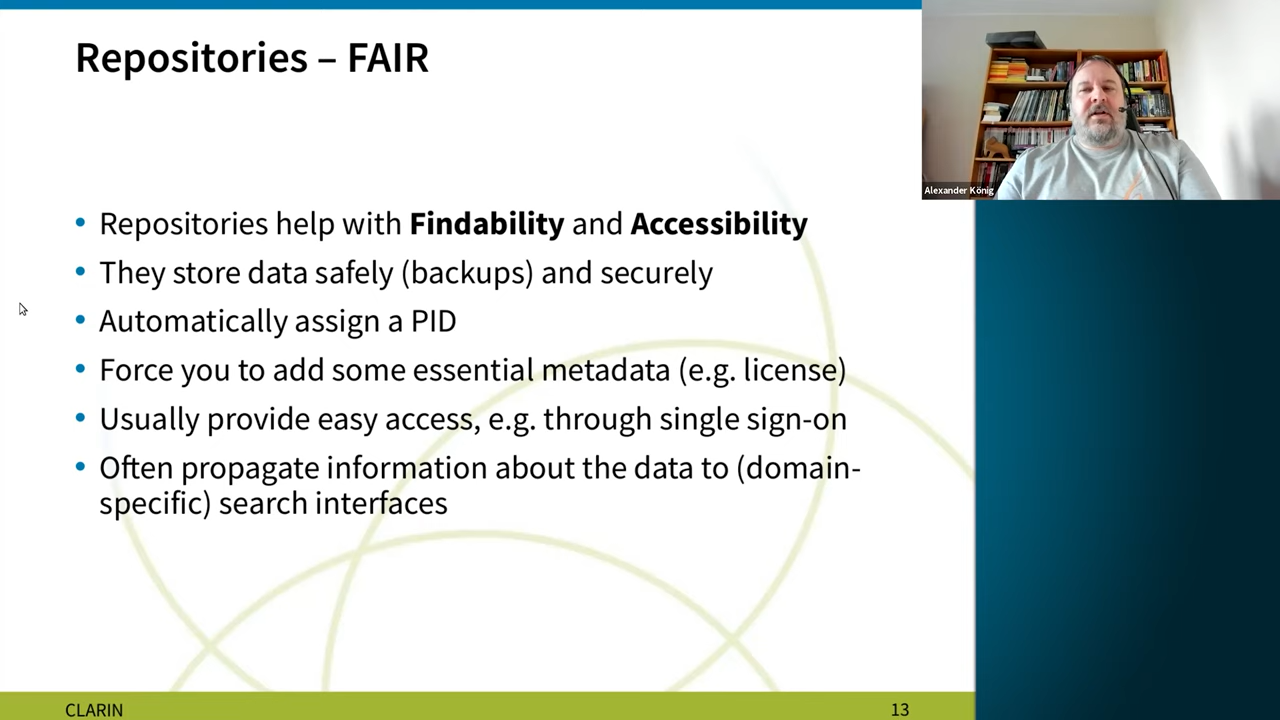 Repositories – FAIR
Alexander König
• Repositories help with Findability and Accessibility
• They store data safely (backups) and securely
• Automatically assign a PID
• Force you to add some essential metadata (e.g. license)
• Usually provide easy access, e.g. through single sign-on
• Often propagate information about the data to (domain-
specific) search interfaces
CLARIN
13